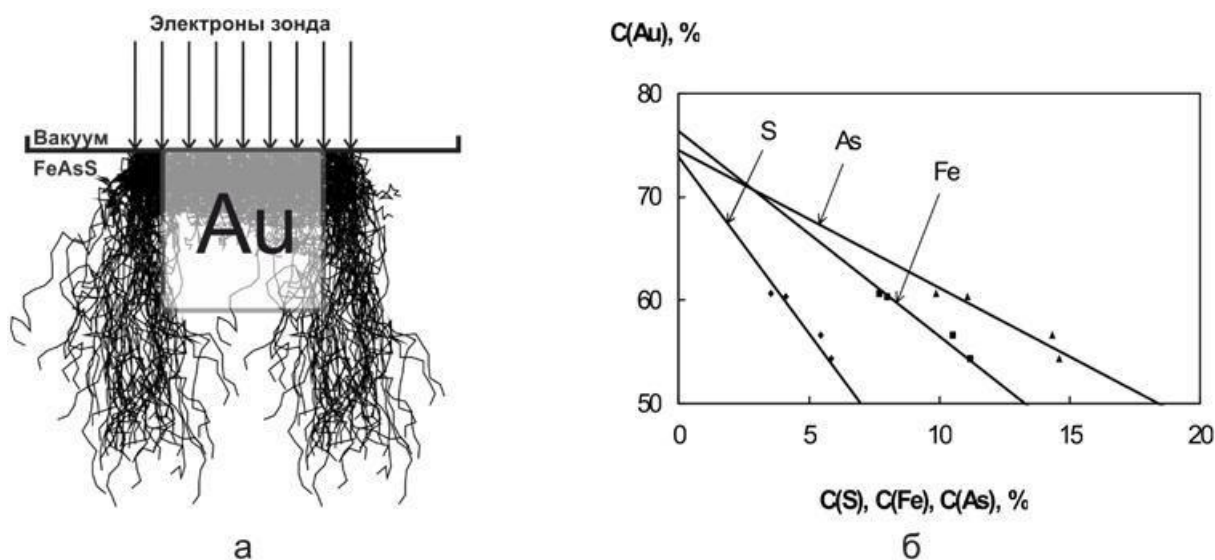 Электроны зонда
Вакуум
FeAsS
Au
а
C(Au), %
80
70
60
50
S
As
Fe
0
5
10
15
20
C(S), C(Fe), C(As), %
б